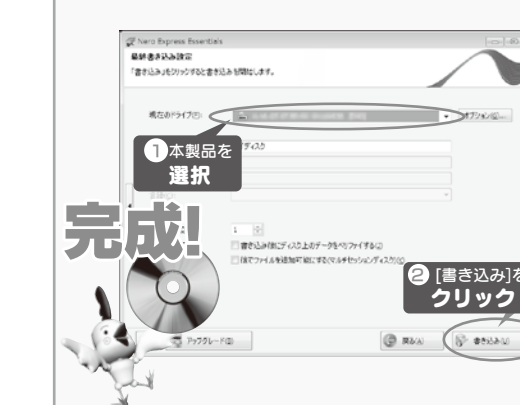 Nero Express Essentials
最終書き込み設定
「書き込み」をクリックすると書き込みを開始します。
現在のドライブ(P):
オプション(O)...
①本製品を
選択
ディスク
完成!
1
書き込み後にディスク上のデータをベリファイする(J)
後でファイルを追加可能にする(マルチセッションディスク)(Q)
② [書き込み]を
クリック
アップグレード(E)
戻る(A)
書き込み(U)